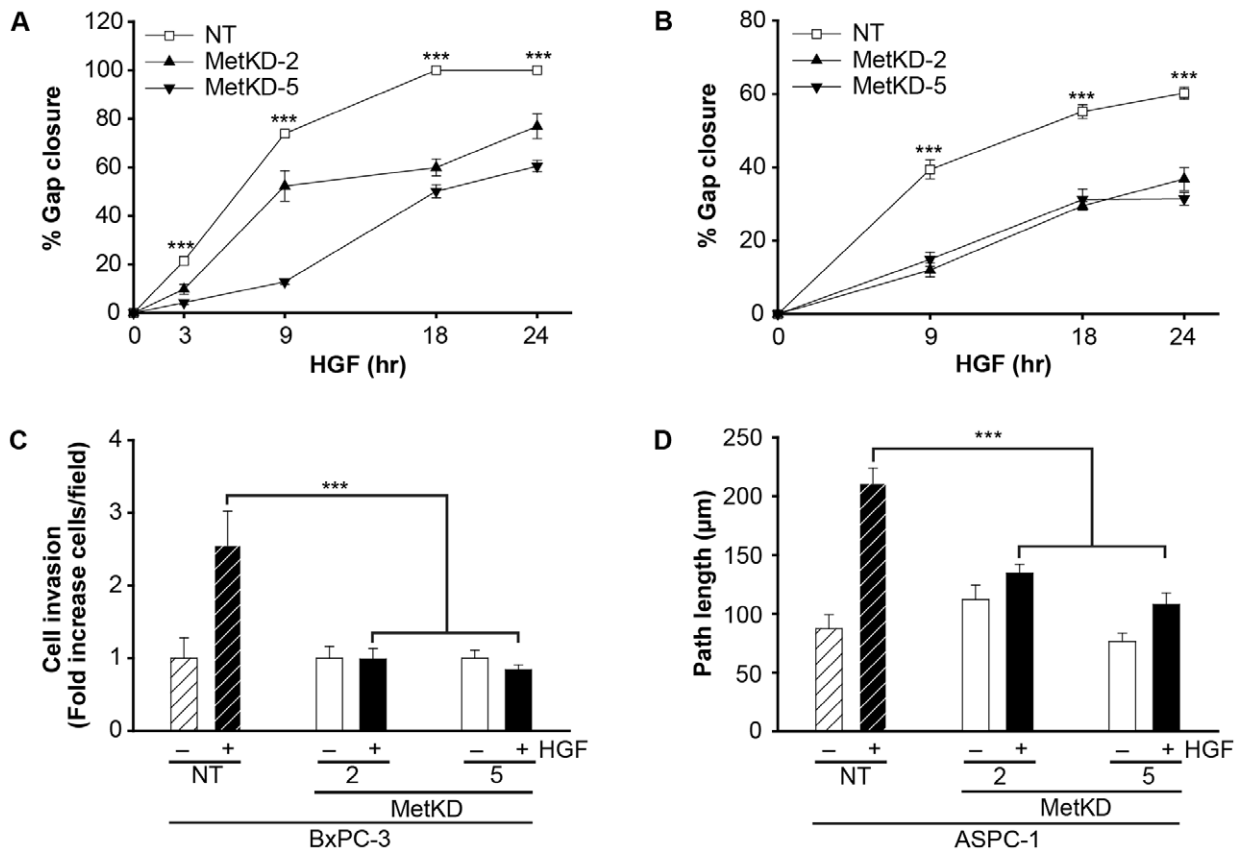 A
120
100
80
60
40
20
0
% Gap closure
NT
MetKD-2
MetKD-5
***
***
***
***
0 3 9 18 24
HGF (hr)
B
80
60
40
20
0
% Gap closure
NT
MetKD-2
MetKD-5
***
***
***
0 9 18 24
HGF (hr)
C
4
3
2
1
0
Cell invasion
(Fold increase cells/field)
***
– + – + – + HGF
NT 2 5
MetKD
BxPC-3
D
250
200
150
100
50
0
Path length (µm)
***
– + – + – + HGF
NT 2 5
MetKD
ASPC-1